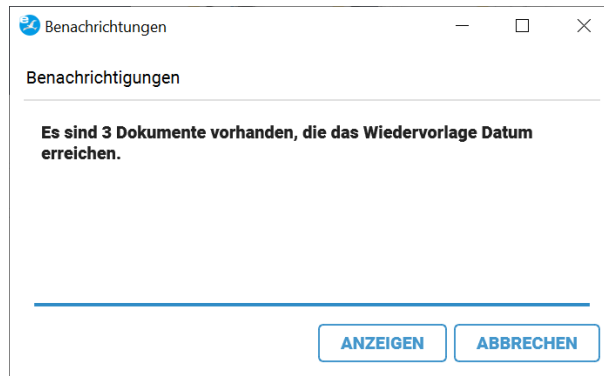 Benachrichtungen
Benachrichtigungen
Es sind 3 Dokumente vorhanden, die das Wiedervorlage Datum
erreichen.
ANZEIGEN ABBRECHEN